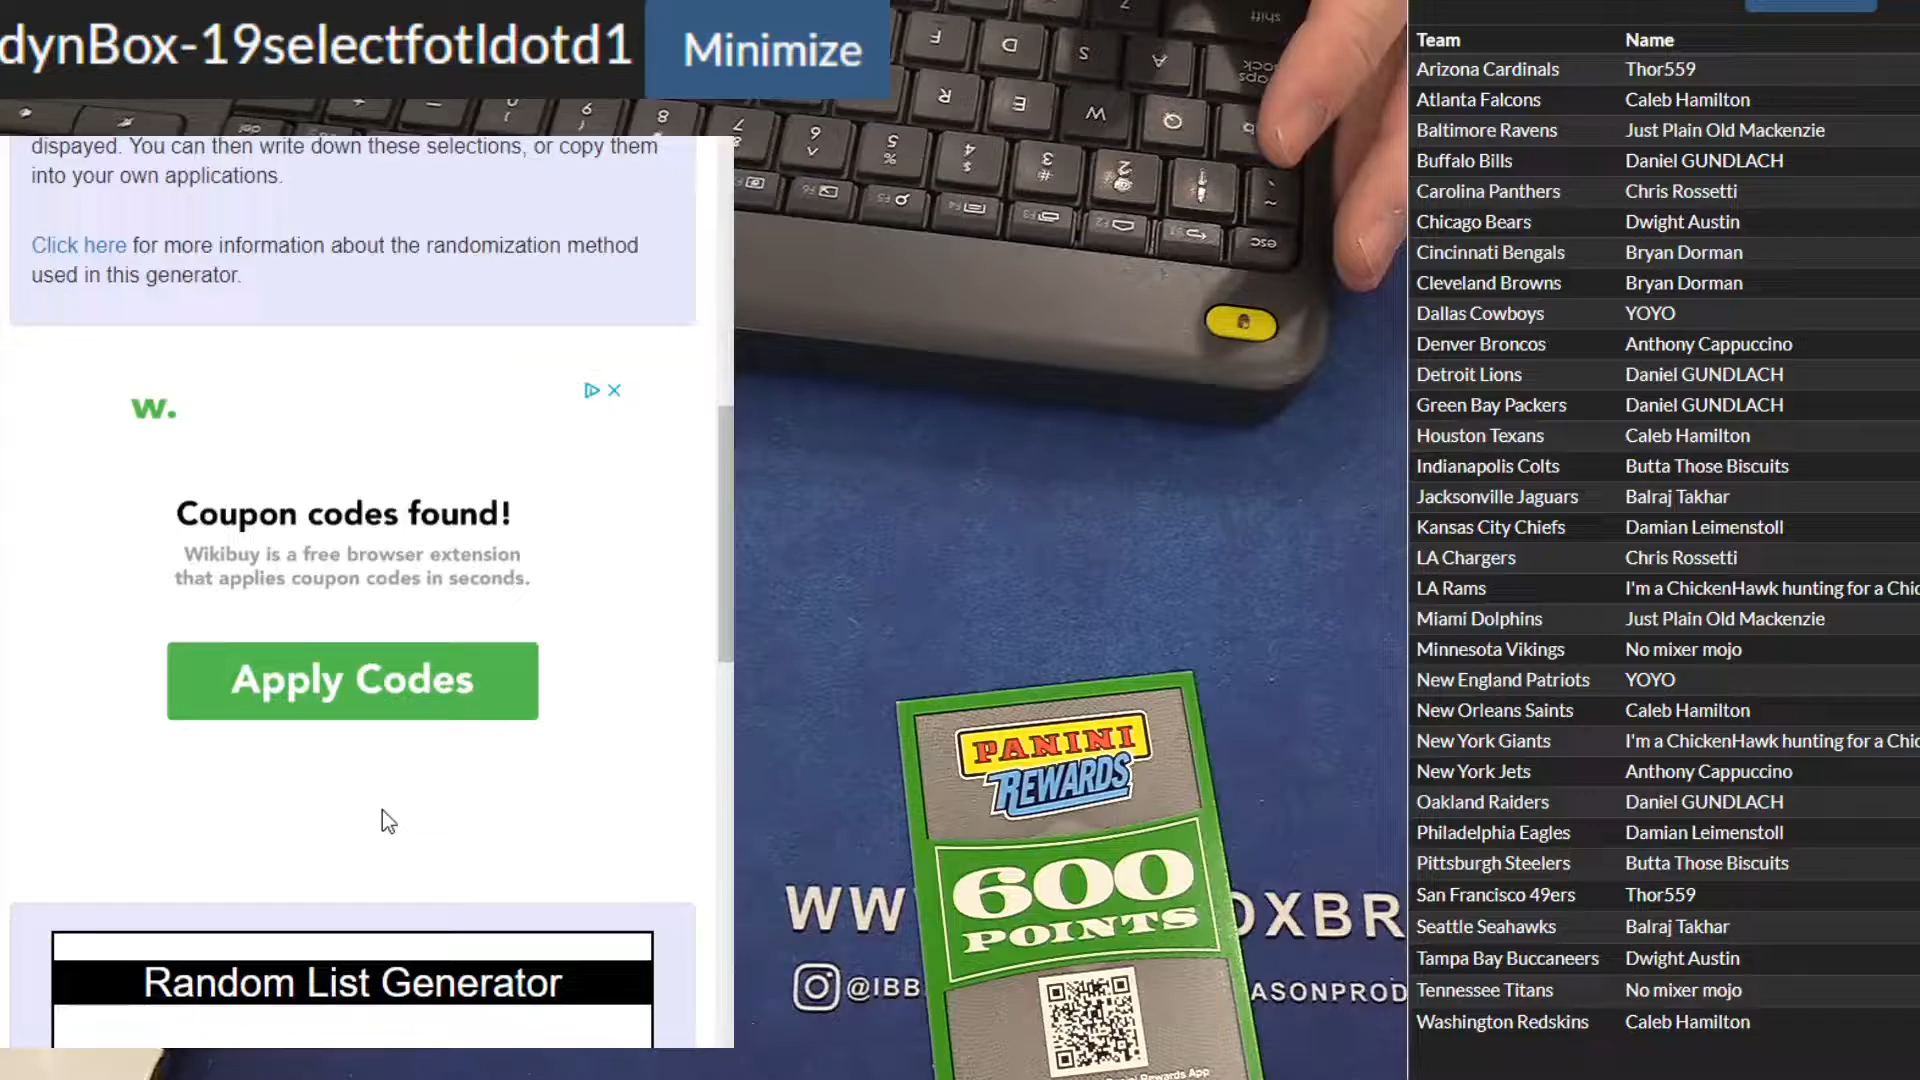 dynBox-19selectfotldotd1
Minimize
dispayed. You can then write down these selections, or copy them
into your own applications.
Click here for more information about the randomization method
used in this generator.
w.
Coupon codes found!
Wikibuy is a free browser extension
that applies coupon codes in seconds.
Apply Codes
Random List Generator
PANINI
REWARDS
600
POINTS
Rewards App
WW
OXBR
@IBB
ASONPROD
Team Name
Arizona Cardinals Thor559
Atlanta Falcons Caleb Hamilton
Baltimore Ravens Just Plain Old Mackenzie
Buffalo Bills Daniel GUNDLACH
Carolina Panthers Chris Rossetti
Chicago Bears Dwight Austin
Cincinnati Bengals Bryan Dorman
Cleveland Browns Bryan Dorman
Dallas Cowboys YOYO
Denver Broncos Anthony Cappuccino
Detroit Lions Daniel GUNDLACH
Green Bay Packers Daniel GUNDLACH
Houston Texans Caleb Hamilton
Indianapolis Colts Butta Those Biscuits
Jacksonville Jaguars Balraj Takhar
Kansas City Chiefs Damian Leimenstoll
LA Chargers Chris Rossetti
LA Rams I'm a ChickenHawk hunting for a Chic
Miami Dolphins Just Plain Old Mackenzie
Minnesota Vikings No mixer mojo
New England Patriots YOYO
New Orleans Saints Caleb Hamilton
New York Giants I'm a ChickenHawk hunting for a Chic
New York Jets Anthony Cappuccino
Oakland Raiders Daniel GUNDLACH
Philadelphia Eagles Damian Leimenstoll
Pittsburgh Steelers Butta Those Biscuits
San Francisco 49ers Thor559
Seattle Seahawks Balraj Takhar
Tampa Bay Buccaneers Dwight Austin
Tennessee Titans No mixer mojo
Washington Redskins Caleb Hamilton